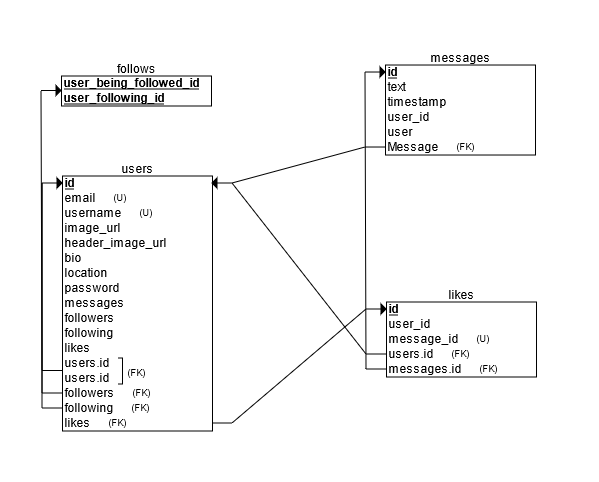 follows
user_being_followed_id
user_following_id
messages
id
text
timestamp
user_id
user
Message (FK)
users
id
email (U)
username (U)
image_url
header_image_url
bio
location
password
messages
followers
following
likes
users.id
users.id
(FK)
followers (FK)
following (FK)
likes (FK)
likes
id
user_id
message_id (U)
users.id (FK)
messages.id (FK)